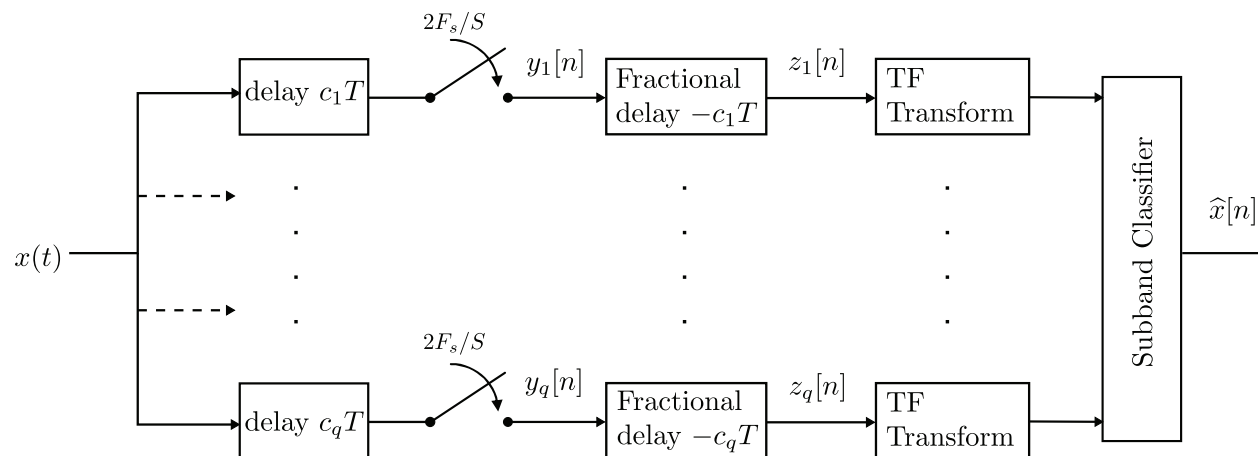 2F_s/S
delay c_1T
y_1[n]
Fractional
delay −c_1T
z_1[n]
TF
Transform
x(t)
Subband Classifier
x̂[n]
2F_s/S
delay c_qT
y_q[n]
Fractional
delay −c_qT
z_q[n]
TF
Transform